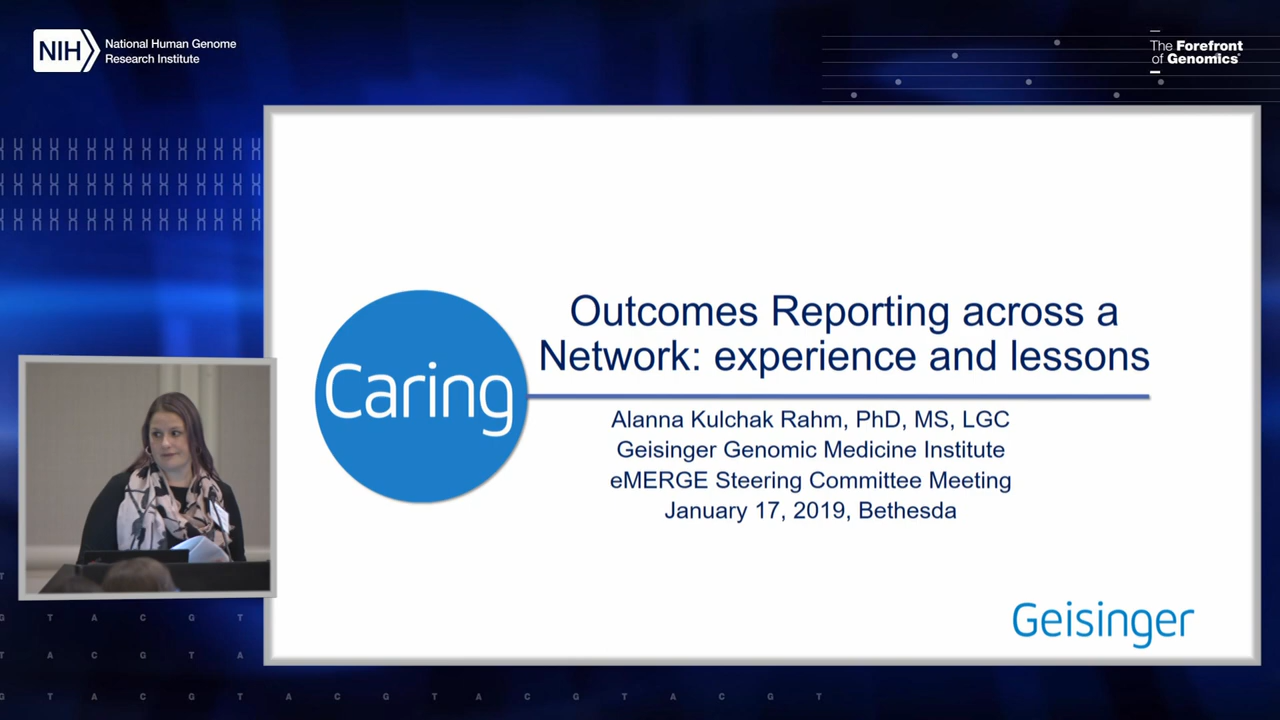 NIH
National Human Genome
Research Institute
The Forefront
of Genomics®
Outcomes Reporting across a
Network: experience and lessons
Caring
Alanna Kulchak Rahm, PhD, MS, LGC
Geisinger Genomic Medicine Institute
eMERGE Steering Committee Meeting
January 17, 2019, Bethesda
Geisinger
T
G T A C G T
T A C G T A
G T A C G T A C G T A C G T A C G T